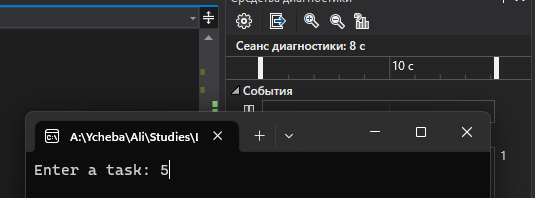 Средства диагностики
Сеанс диагностики: 8 с
10 с
События
A:\Ycheba\Ali\Studies\
1
Enter a task: 5